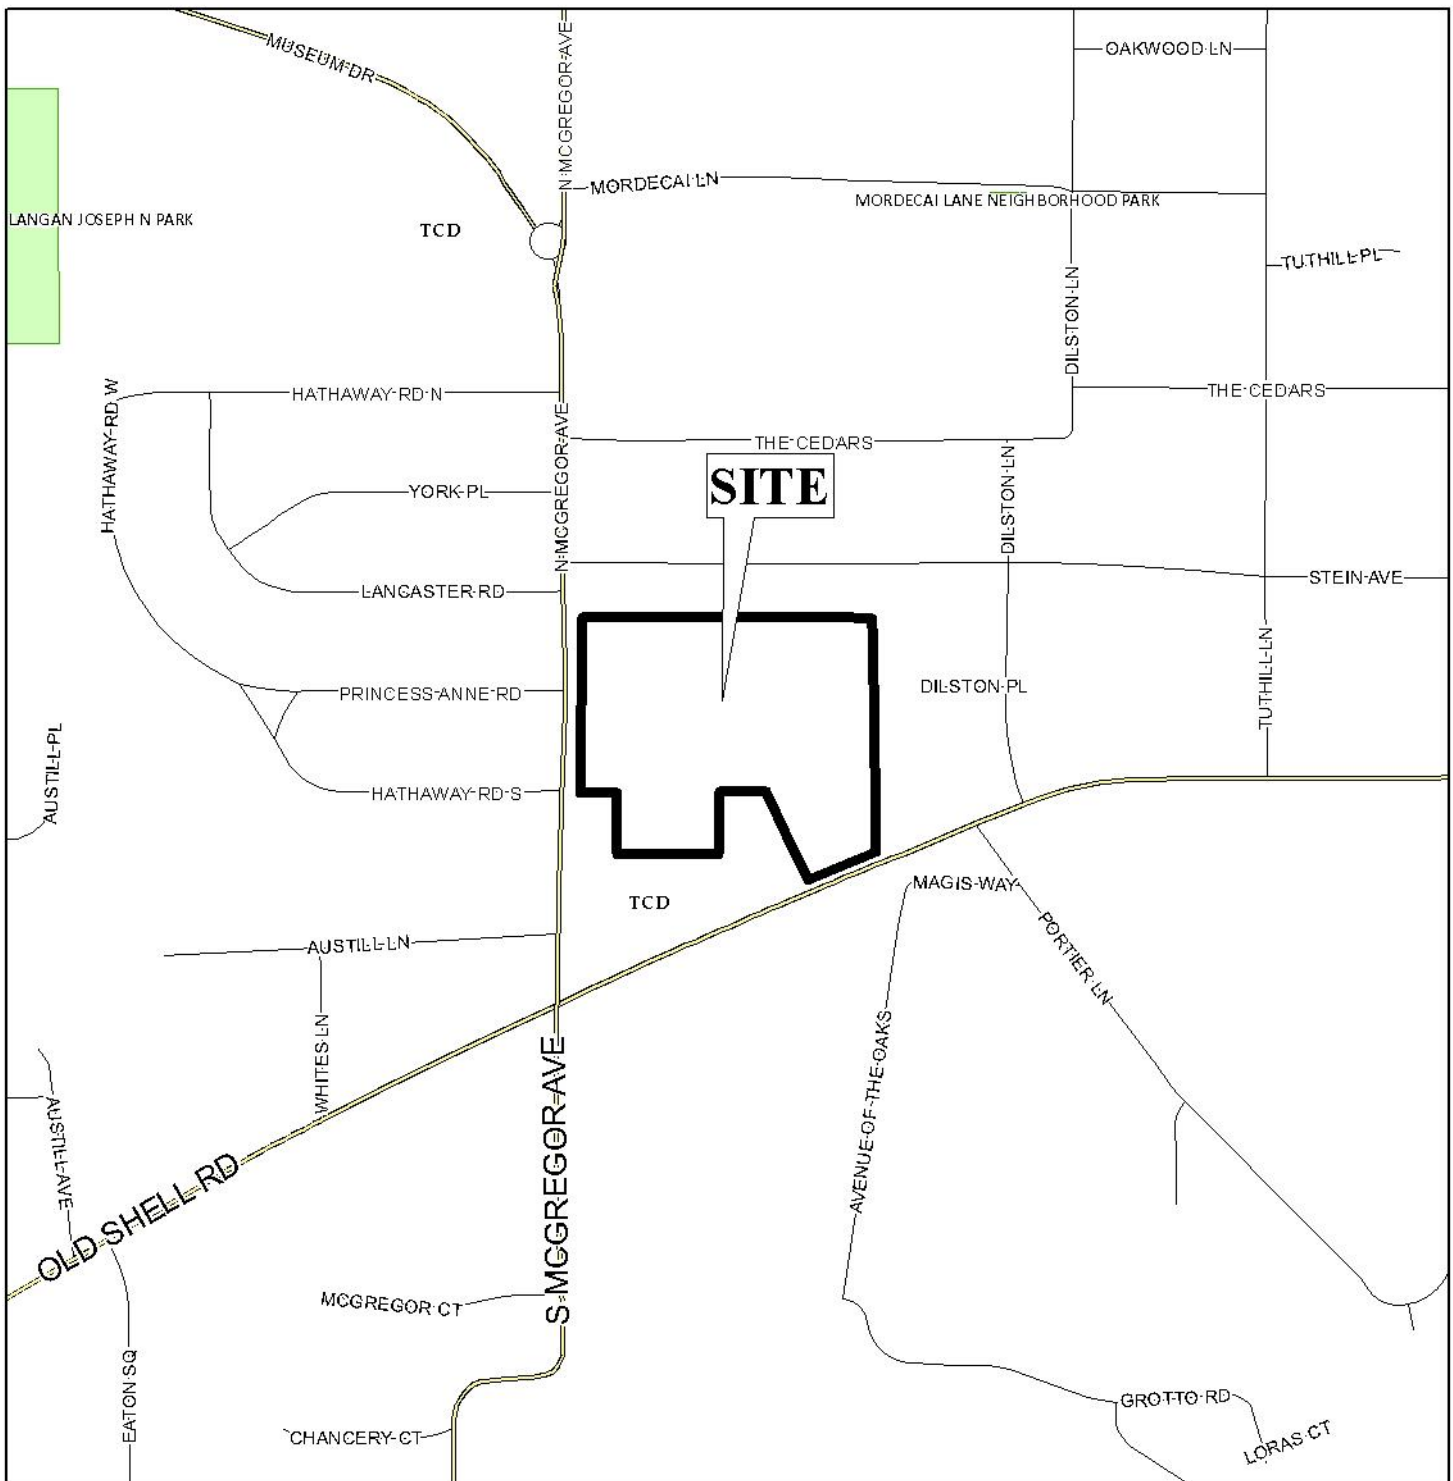 MUSEUM DR
N MCGREGOR AVE
OAKWOOD LN
MORDECAI LN
MORDECAI LANE NEIGHBORHOOD PARK
LANGAN JOSEPH N PARK
TCD
TUTHILL PL
DILSTON LN
HATHAWAY RD W
HATHAWAY RD N
THE CEDARS
N MCGREGOR AVE
THE CEDARS
YORK PL
SITE
DILSTON LN
LANCASTER RD
STEIN AVE
PRINCESS ANNE RD
DILSTON PL
TUTHILL LN
AUSTILL PL
HATHAWAY RD S
TCD
MAGIS WAY
AUSTILL LN
PORTIER LN
WHITES LN
AVENUE OF THE OAKS
AUSTILL AVE
S MCGREGOR AVE
OLD SHELL RD
MCGREGOR CT
EATON SQ
GROTTO RD
CHANCERY CT
LORAS CT